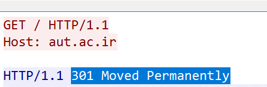 GET / HTTP/1.1
Host: aut.ac.ir
HTTP/1.1 301 Moved Permanently